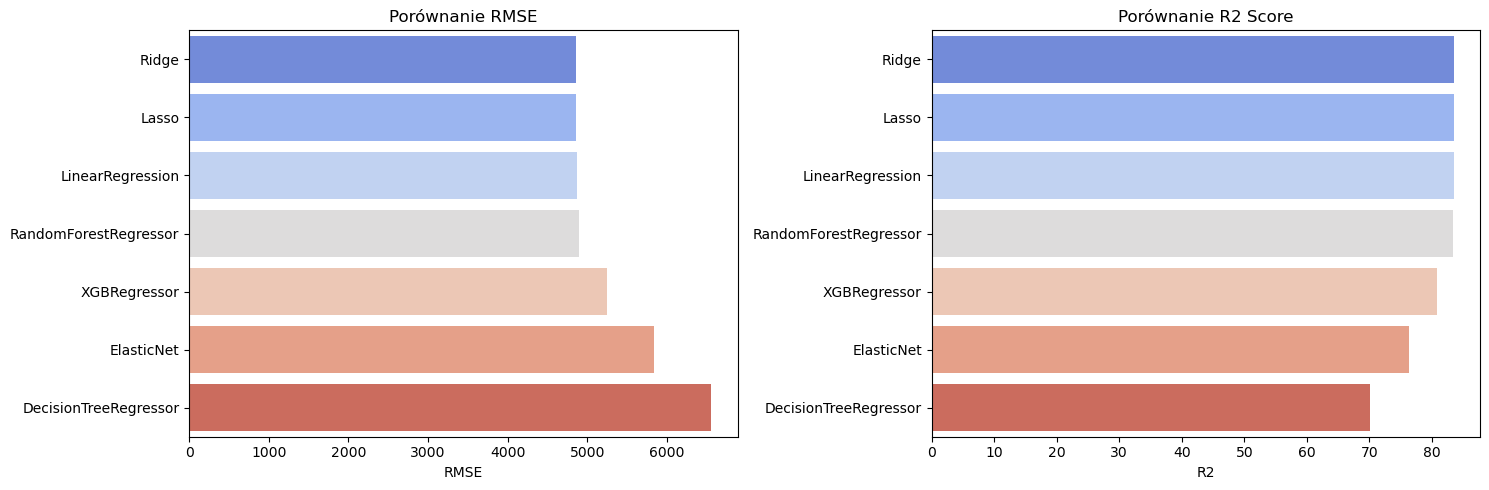 Porównanie RMSE
Ridge
Lasso
LinearRegression
RandomForestRegressor
XGBRegressor
ElasticNet
DecisionTreeRegressor
0 1000 2000 3000 4000 5000 6000
RMSE
Porównanie R2 Score
Ridge
Lasso
LinearRegression
RandomForestRegressor
XGBRegressor
ElasticNet
DecisionTreeRegressor
0 10 20 30 40 50 60 70 80
R2